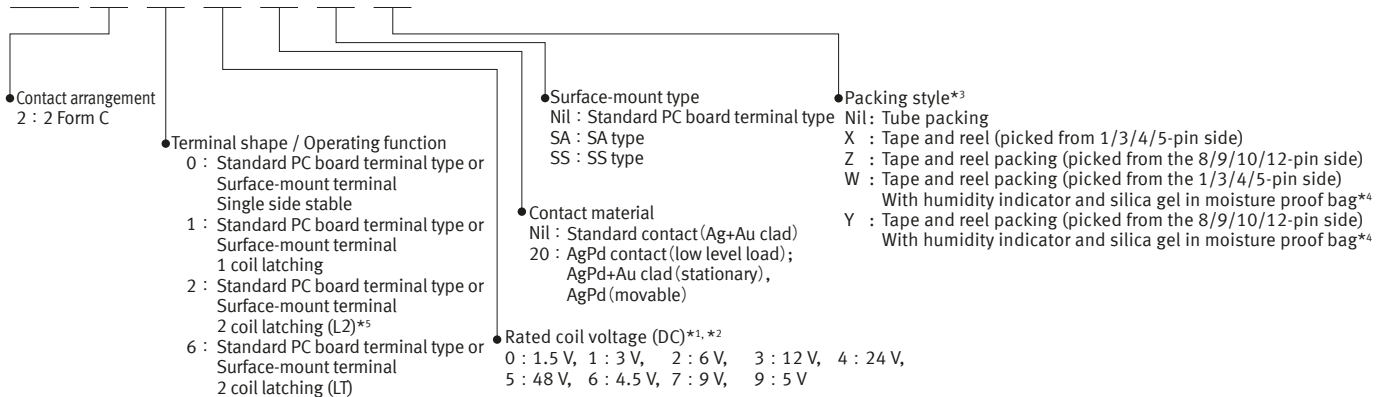 Contact arrangement
2 : 2 Form C
Terminal shape / Operating function
0 : Standard PC board terminal type or
Surface-mount terminal
Single side stable
1 : Standard PC board terminal type or
Surface-mount terminal
1 coil latching
2 : Standard PC board terminal type or
Surface-mount terminal
2 coil latching (L2)*5
6 : Standard PC board terminal type or
Surface-mount terminal
2 coil latching (LT)
Rated coil voltage (DC)*1, *2
0 : 1.5 V, 1 : 3 V, 2 : 6 V, 3 : 12 V, 4 : 24 V,
5 : 48 V, 6 : 4.5 V, 7 : 9 V, 9 : 5 V
Contact material
Nil : Standard contact (Ag+Au clad)
20 : AgPd contact (low level load);
AgPd+Au clad (stationary),
AgPd (movable)
Surface-mount type
Nil : Standard PC board terminal type
SA : SA type
SS : SS type
Packing style*3
Nil : Tube packing
X : Tape and reel (picked from 1/3/4/5-pin side)
Z : Tape and reel packing (picked from the 8/9/10/12-pin side)
W : Tape and reel packing (picked from the 1/3/4/5-pin side)
With humidity indicator and silica gel in moisture proof bag*4
Y : Tape and reel packing (picked from the 8/9/10/12-pin side)
With humidity indicator and silica gel in moisture proof bag*4